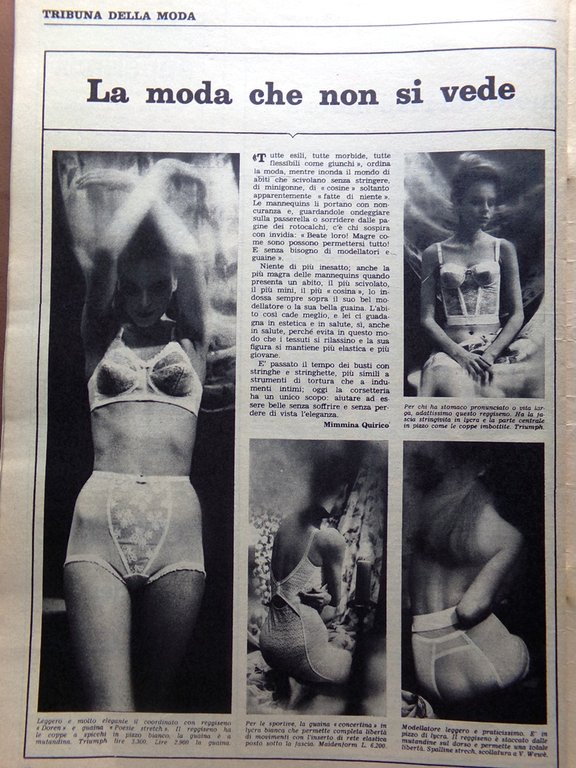 TRIBUNA DELLA MODA
La moda che non si vede
«Tutte esili, tutte morbide, tutte
flessibili come giunchi», ordina
la moda, mentre inonda il mondo di
abiti che scivolano senza stringere,
di minigonne, di «cosine» soltanto
apparentemente «fatte di niente».
Le mannequins li portano con non-
curanza e, guardandole ondeggiare
sulla passerella o sorridere dalle pa-
gine dei rotocalchi, c'è chi sospira
con invidia: «Beate loro! Magre co-
me sono possono permettersi tutto!
E senza bisogno di modellatori e
guaine».
Niente di più inesatto; anche la
più magra delle mannequins quando
presenta un abito, il più scivolato,
il più mini, il più «cosina», lo in-
dossa sempre sopra il suo bel mo-
dellatore o la sua bella guaina. L'abi-
to così cade meglio, e lei ci guada-
gna in estetica e in salute, sì, anche
in salute, perché evita in questo mo-
do che i tessuti si rilassino e la sua
figura si mantiene più elastica e più
giovane.
E' passato il tempo dei busti con
stringhe e stringhette, più simili a
strumenti di tortura che a indu-
menti intimi; oggi la corsetteria
ha un unico scopo: aiutare ad es-
sere belle senza soffrire e senza per-
dere di vista l'eleganza.
Mimmina Quirico
Per chi ha stomaco pronunciato o vita lar-
ga, adattissimo questo reggiseno. Ha la fa-
scia stringivita in lycra e la parte centrale
in pizzo come le coppe imbottite. Triumph.
Leggero e molto elegante il coordinato con reggiseno
«Doren» e guaina «Poesie stretch». Il reggiseno ha
le coppe a spicchi in pizzo bianco, la guaina è a
mutandina. Triumph lire 3.300. Lire 2.900 la guaina.
Per le sportive, la guaina «concertina» in
lycra bianca che permette completa libertà
di movimenti con l'inserto di rete elastica
posto sotto la fascia. Maidenform L. 6.200.
Modellatore leggero e praticissimo. E' in
pizzo di lycra. Il reggiseno è staccato dalle
mutandine sul dorso e permette una totale
libertà. Spalline strech, scollatura a V. Wewé.